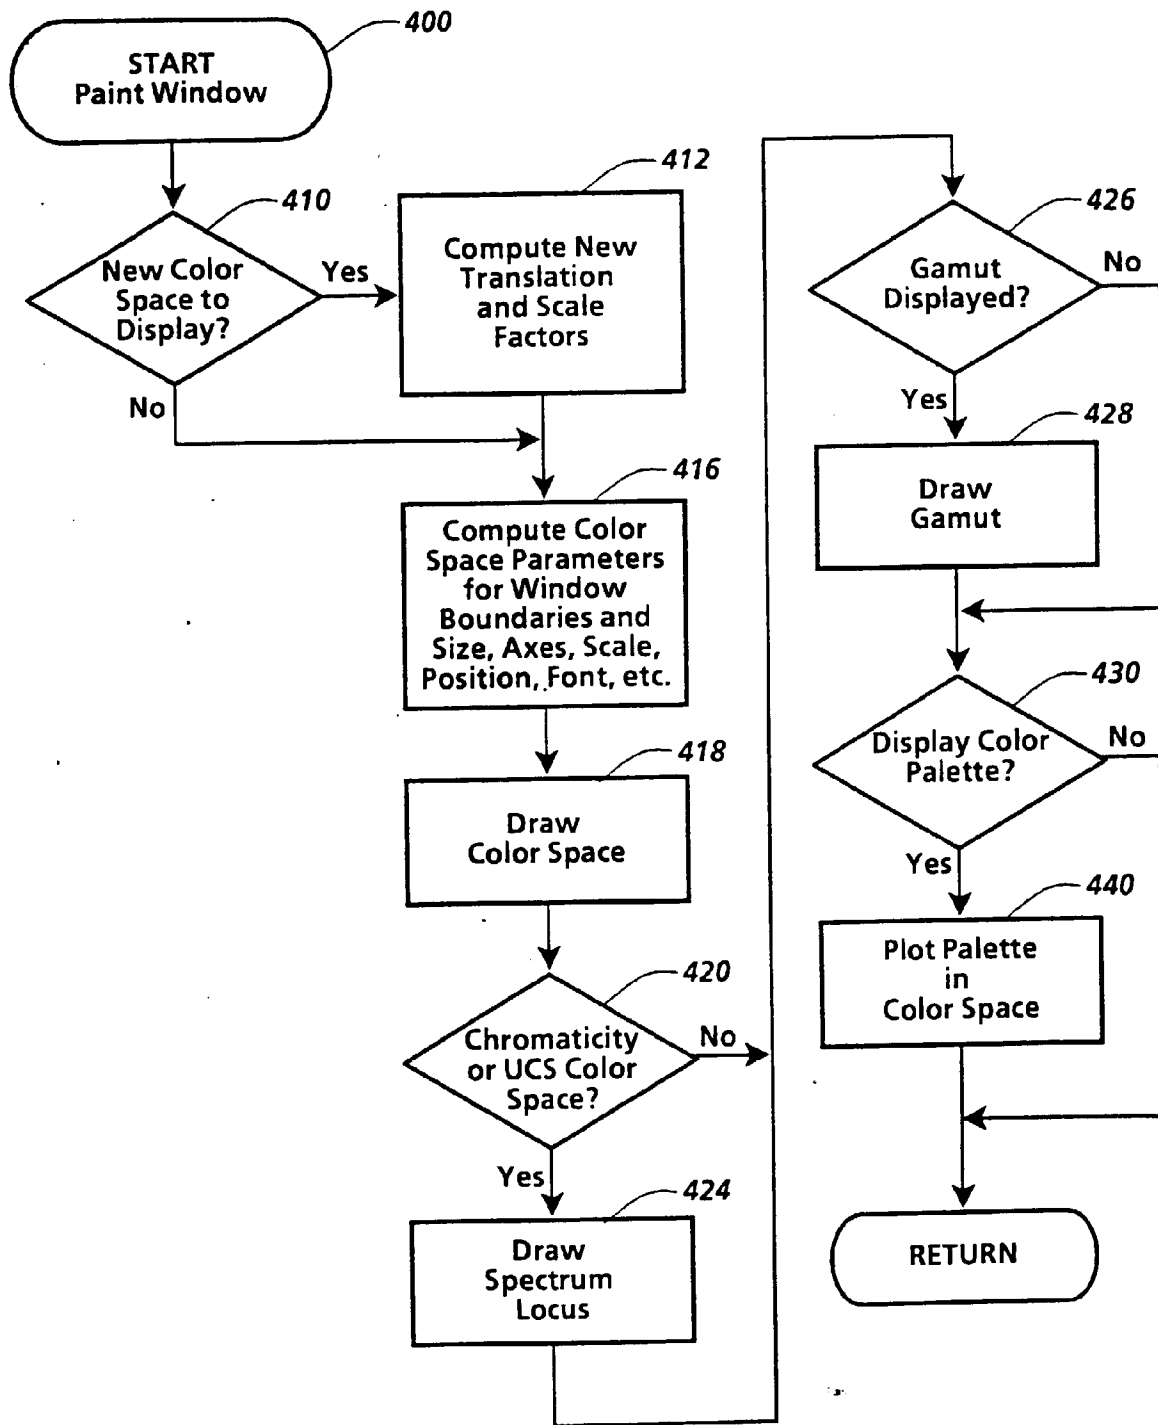 400
START
Paint Window
410
New Color
Space to
Display?
Yes
No
412
Compute New
Translation
and Scale
Factors
416
Compute Color
Space Parameters
for Window
Boundaries and
Size, Axes, Scale,
Position, Font, etc.
418
Draw
Color Space
420
Chromaticity
or UCS Color
Space?
No
Yes
424
Draw
Spectrum
Locus
426
Gamut
Displayed?
No
Yes
428
Draw
Gamut
430
Display Color
Palette?
No
Yes
440
Plot Palette
in
Color Space
RETURN